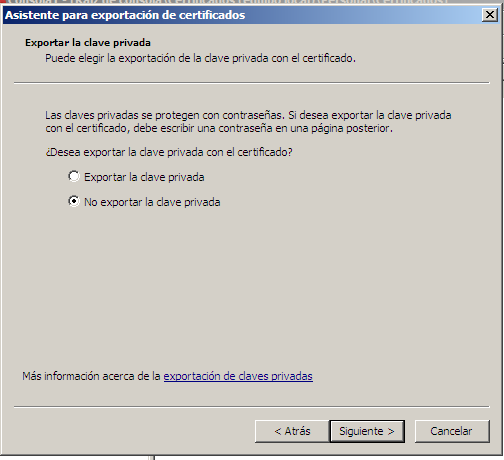 Asistente para exportación de certificados
Exportar la clave privada
Puede elegir la exportación de la clave privada con el certificado.
Las claves privadas se protegen con contraseñas. Si desea exportar la clave privada
con el certificado, debe escribir una contraseña en una página posterior.
¿Desea exportar la clave privada con el certificado?
Exportar la clave privada
No exportar la clave privada
Más información acerca de la exportación de claves privadas
< Atrás
Siguiente >
Cancelar